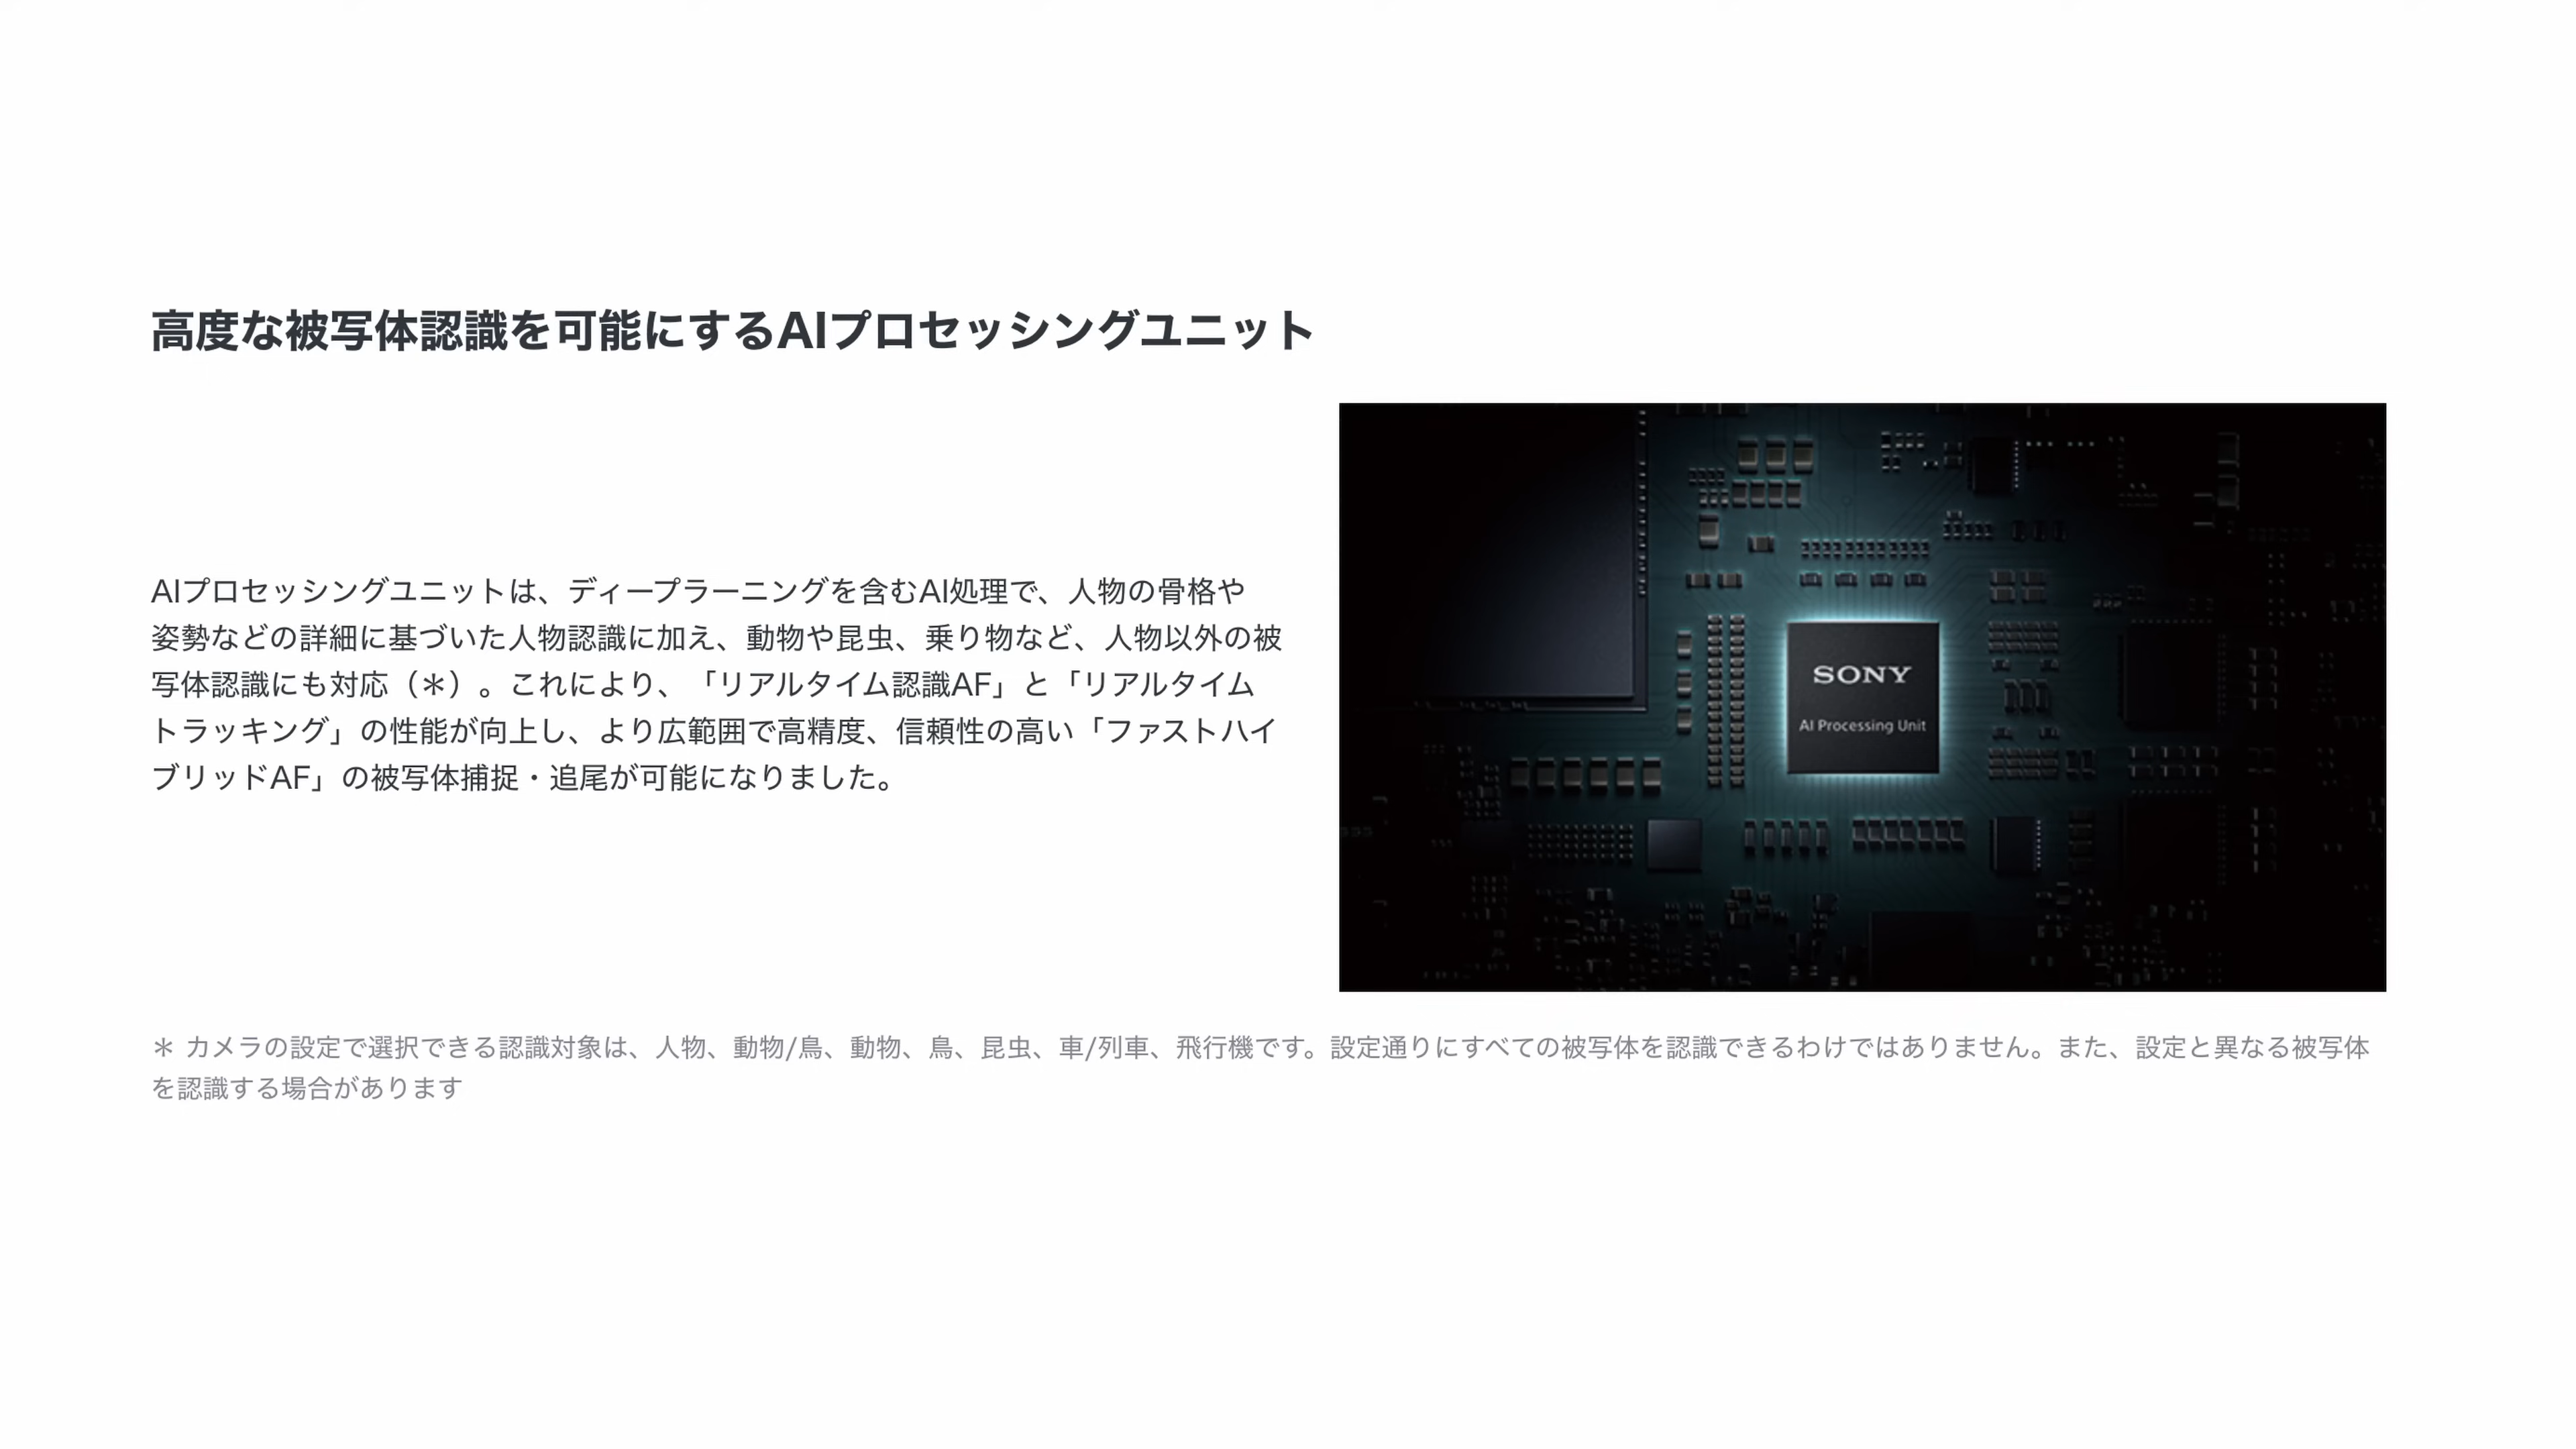 高度な被写体認識を可能にするAIプロセッシングユニット
AIプロセッシングユニットは、ディープラーニングを含むAI処理で、人物の骨格や
姿勢などの詳細に基づいた人物認識に加え、動物や昆虫、乗り物など、人物以外の被
写体認識にも対応（＊）。これにより、「リアルタイム認識AF」と「リアルタイム
トラッキング」の性能が向上し、より広範囲で高精度、信頼性の高い「ファストハイ
ブリッドAF」の被写体捕捉・追尾が可能になりました。
SONY
AI Processing Unit
＊ カメラの設定で選択できる認識対象は、人物、動物/鳥、動物、鳥、昆虫、車/列車、飛行機です。設定通りにすべての被写体を認識できるわけではありません。また、設定と異なる被写体
を認識する場合があります